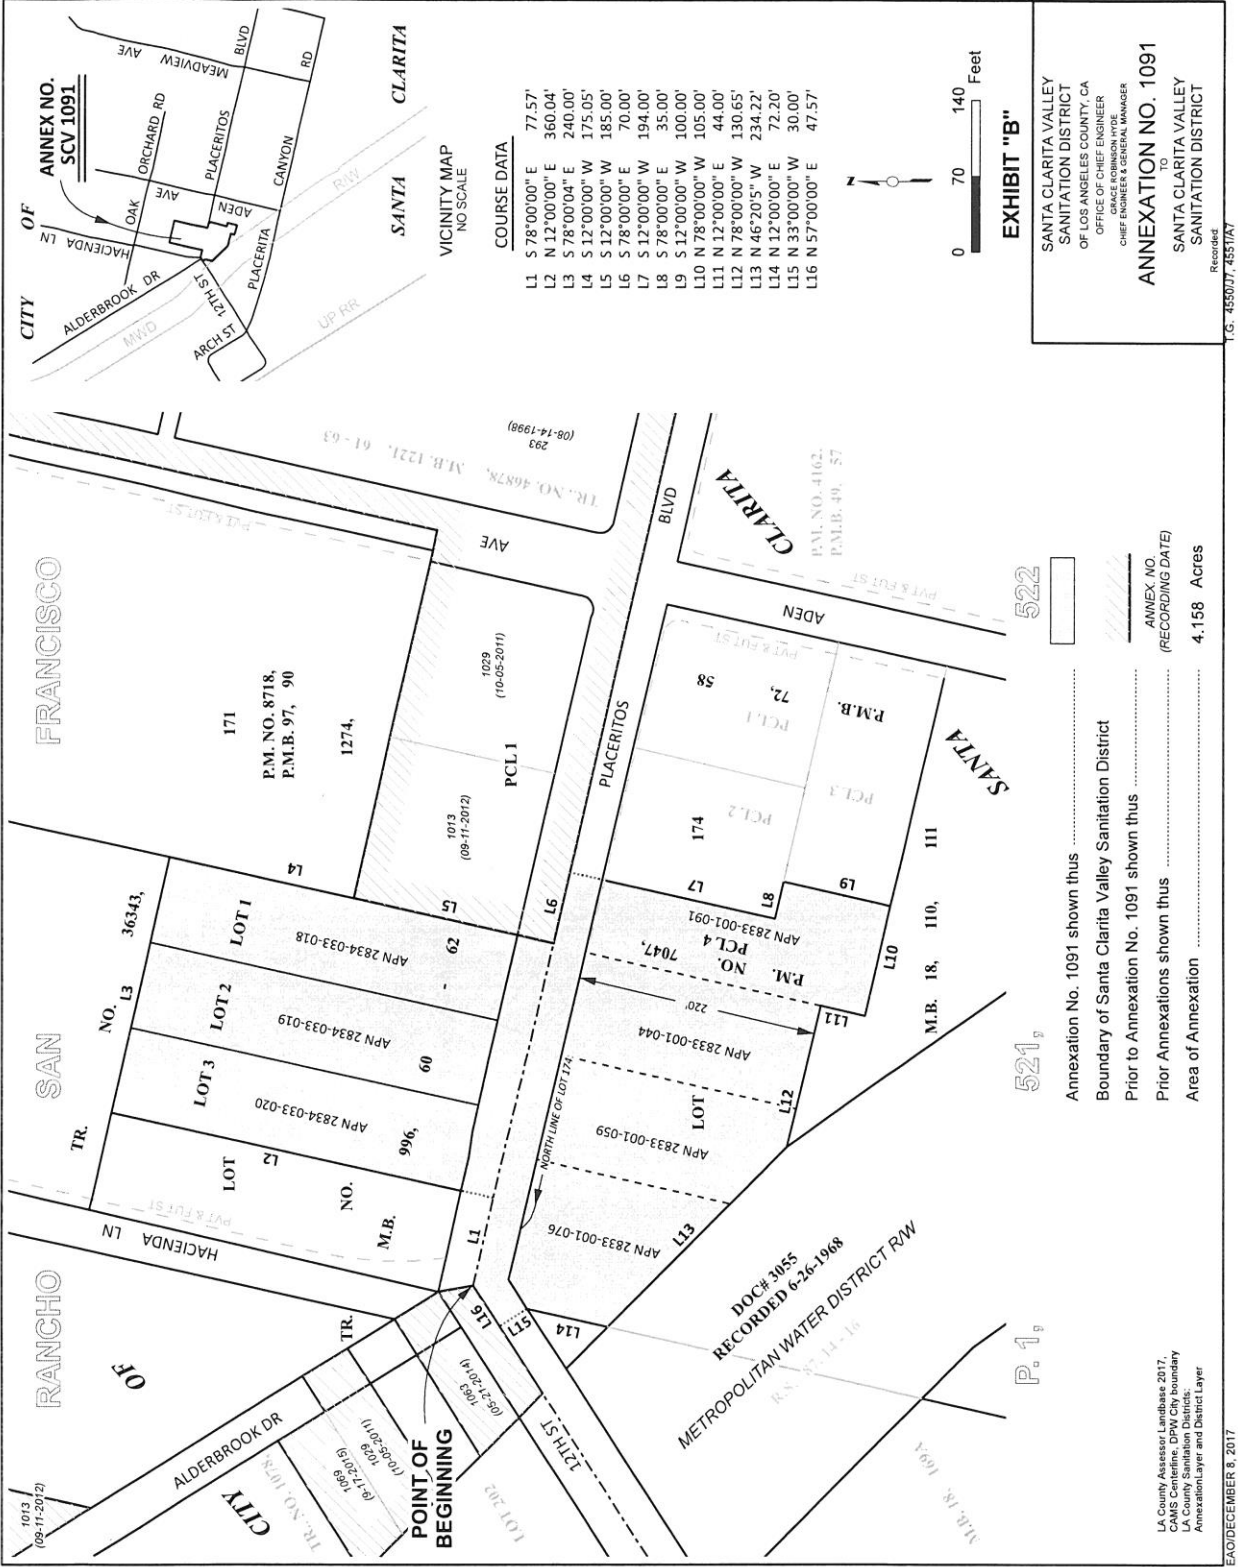 RANCHO SAN FRANCISCO
1013
(09-11-2012)
OF
ALDERBROOK DR
CITY
TR. NO. 1078,
1069
(9-17-2015)
1029
(10-05-2011)
1063
(05-21-2014)
POINT OF
BEGINNING
LOT 202
12TH ST
HACIENDA LN
PVT & FUT ST
TR. NO. 36343,
TR. NO. 996,
M.B. 60 - 62
LOT
LOT 3
APN 2834-033-020
LOT 2
APN 2834-033-019
LOT 1
APN 2834-033-018
L1
L2
L3
L4
L5
L6
L7
L8
L9
L10
L11
L12
L13
L14
L15
L16
171
P.M. NO. 8718,
P.M.B. 97, 90
1274,
PVT & FUT ST
1013
(09-11-2012)
1029
(10-05-2011)
PCL 1
AVE
TR. NO. 46878, M.B. 1221, 61 - 63
293
(08-14-1998)
PLACERITOS BLVD
NORTH LINE OF LOT 174
APN 2833-001-076
APN 2833-001-059
APN 2833-001-044
220'
LOT 174
P.M. NO. 7047,
PCL 4
APN 2833-001-091
PCL 2
PCL 1
PCL 3
P.M.B. 72, 58
PVT & FUT ST
ADEN
PVT & FUT ST
P.M. NO. 4162,
P.M.B. 49, 57
SANTA CLARITA
M.B. 18, 110, 111
DOC# 3055
RECORDED 6-26-1968
METROPOLITAN WATER DISTRICT R/W
M.B. 18, 169A
P. 1, 521, 522
CITY OF
SANTA CLARITA
ANNEX NO.
SCV 1091
ALDERBROOK DR
HACIENDA LN
OAK ORCHARD RD
ADEN AVE
MEADVIEW AVE
PLACERITOS BLVD
PLACERITA CANYON RD
12TH ST
ARCH ST
MWD R/W
UP RR
VICINITY MAP
NO SCALE
COURSE DATA
L1 S 78°00'00" E 77.57'
L2 N 12°00'00" E 360.04'
L3 S 78°00'04" E 240.00'
L4 S 12°00'00" W 175.05'
L5 S 12°00'00" W 185.00'
L6 S 78°00'00" E 70.00'
L7 S 12°00'00" W 194.00'
L8 S 78°00'00" E 35.00'
L9 S 12°00'00" W 100.00'
L10 N 78°00'00" W 105.00'
L11 N 12°00'00" E 44.00'
L12 N 78°00'00" W 130.65'
L13 N 46°20'5" W 234.22'
L14 N 12°00'00" E 72.20'
L15 N 33°00'00" W 30.00'
L16 N 57°00'00" E 47.57'
N
0 70 140
Feet
EXHIBIT "B"
SANTA CLARITA VALLEY
SANITATION DISTRICT
OF LOS ANGELES COUNTY, CA
OFFICE OF CHIEF ENGINEER
GRACE ROBINSON HYDE
CHIEF ENGINEER & GENERAL MANAGER
ANNEXATION NO. 1091
TO
SANTA CLARITA VALLEY
SANITATION DISTRICT
Recorded:
T.G. 4550/J7, 4551/A7
Annexation No. 1091 shown thus
Boundary of Santa Clarita Valley Sanitation District
Prior to Annexation No. 1091 shown thus
Prior Annexations shown thus
ANNEX. NO.
(RECORDING DATE)
Area of Annexation 4.158 Acres
LA County Assessor Landbase 2017,
CAMS Centerline, DPW City boundary
LA County Sanitation Districts:
AnnexationLayer and District Layer
EAO/DECEMBER 8, 2017